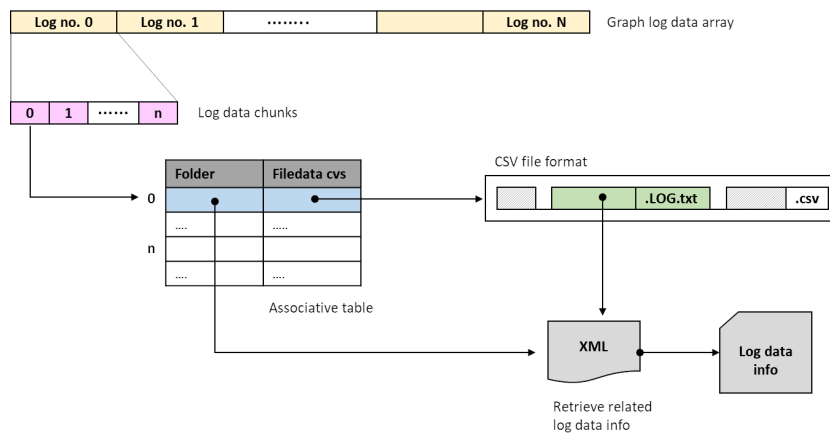 Log no. 0 Log no. 1 ........ Log no. N Graph log data array
0 1 ...... n Log data chunks
CSV file format
Folder Filedata cvs
0
.LOG.txt .csv
.... .....
n
.... ....
Associative table
XML
Log data
info
Retrieve related
log data info